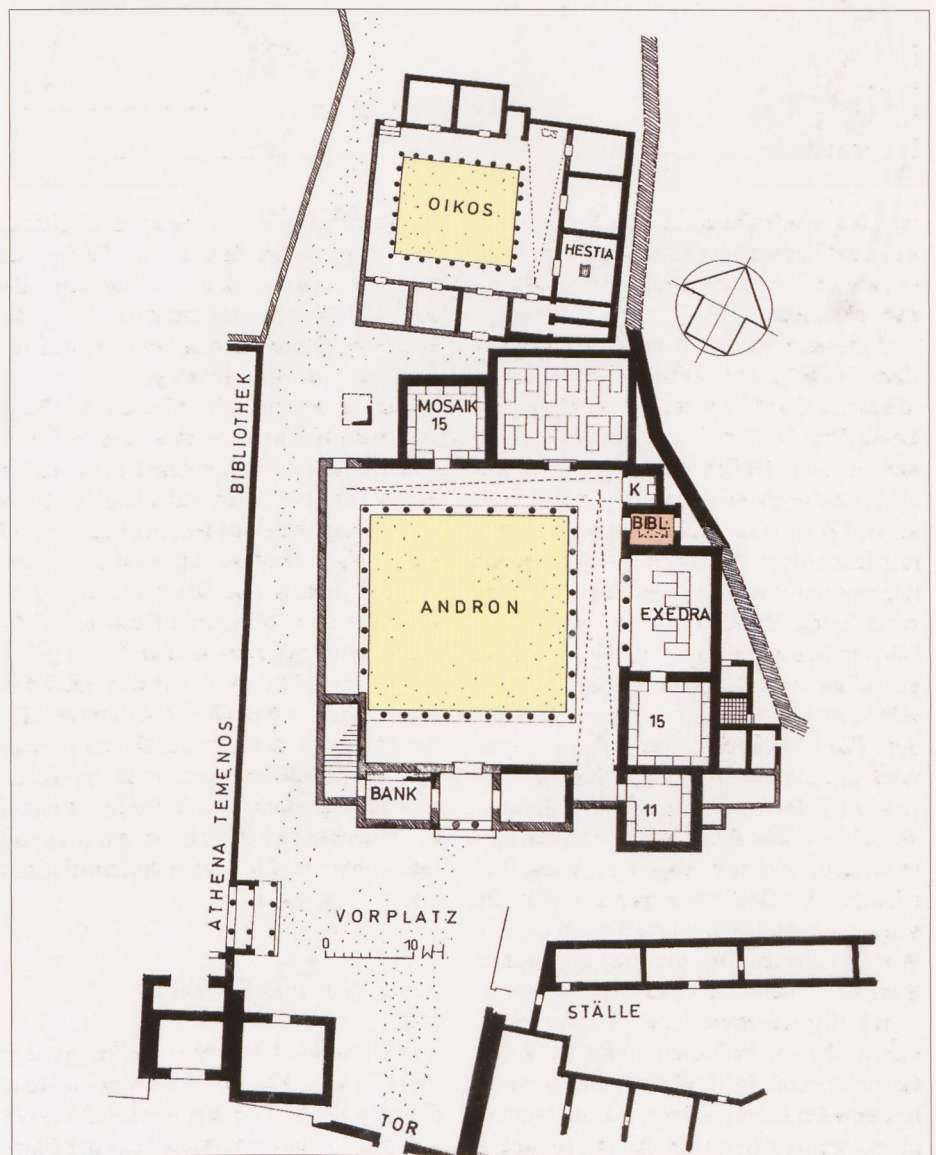 OIKOS
HESTIA
BIBLIOTHEK
MOSAIK
15
K
BIBL.
ANDRON
EXEDRA
15
ATHENA TEMENOS
BANK
11
VORPLATZ
0 10
STÄLLE
TOR